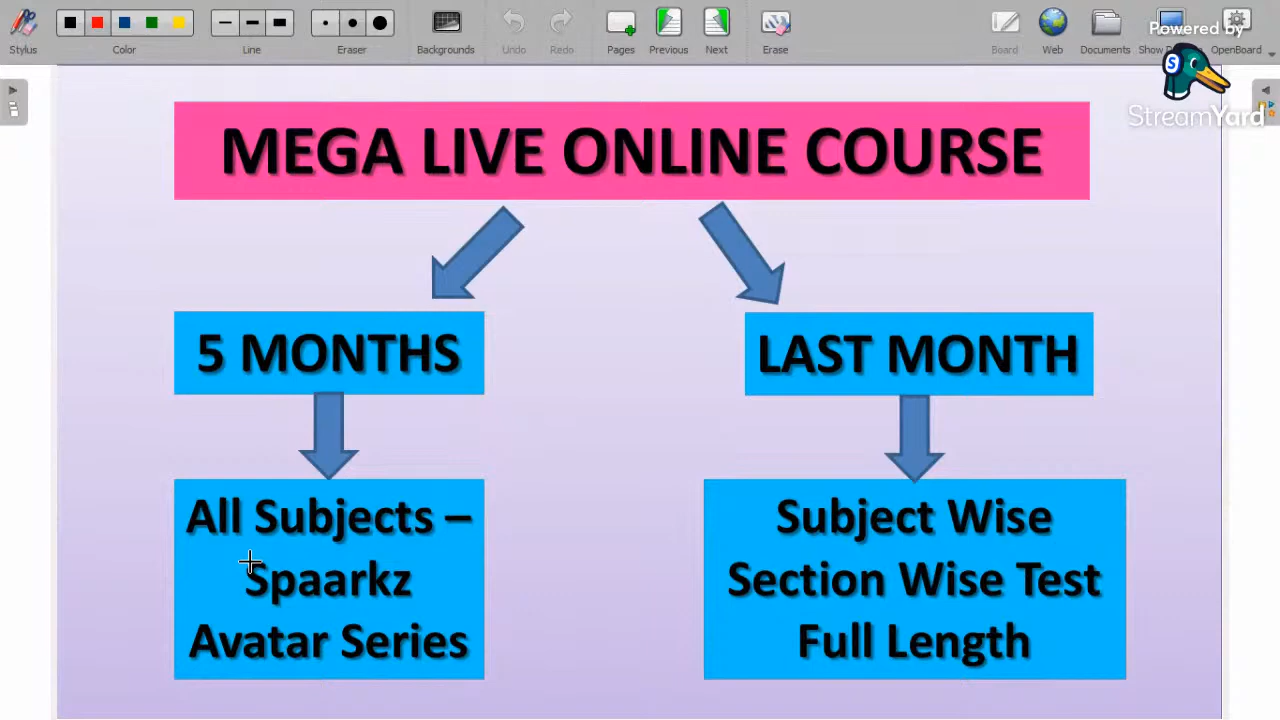 Stylus
Color
Line
Eraser
Backgrounds
Undo
Redo
Pages
Previous
Next
Erase
Board
Web
Documents
Show
OpenBoard
Powered by
S
StreamYard
MEGA LIVE ONLINE COURSE
5 MONTHS
LAST MONTH
All Subjects –
Spaarkz
Avatar Series
Subject Wise
Section Wise Test
Full Length